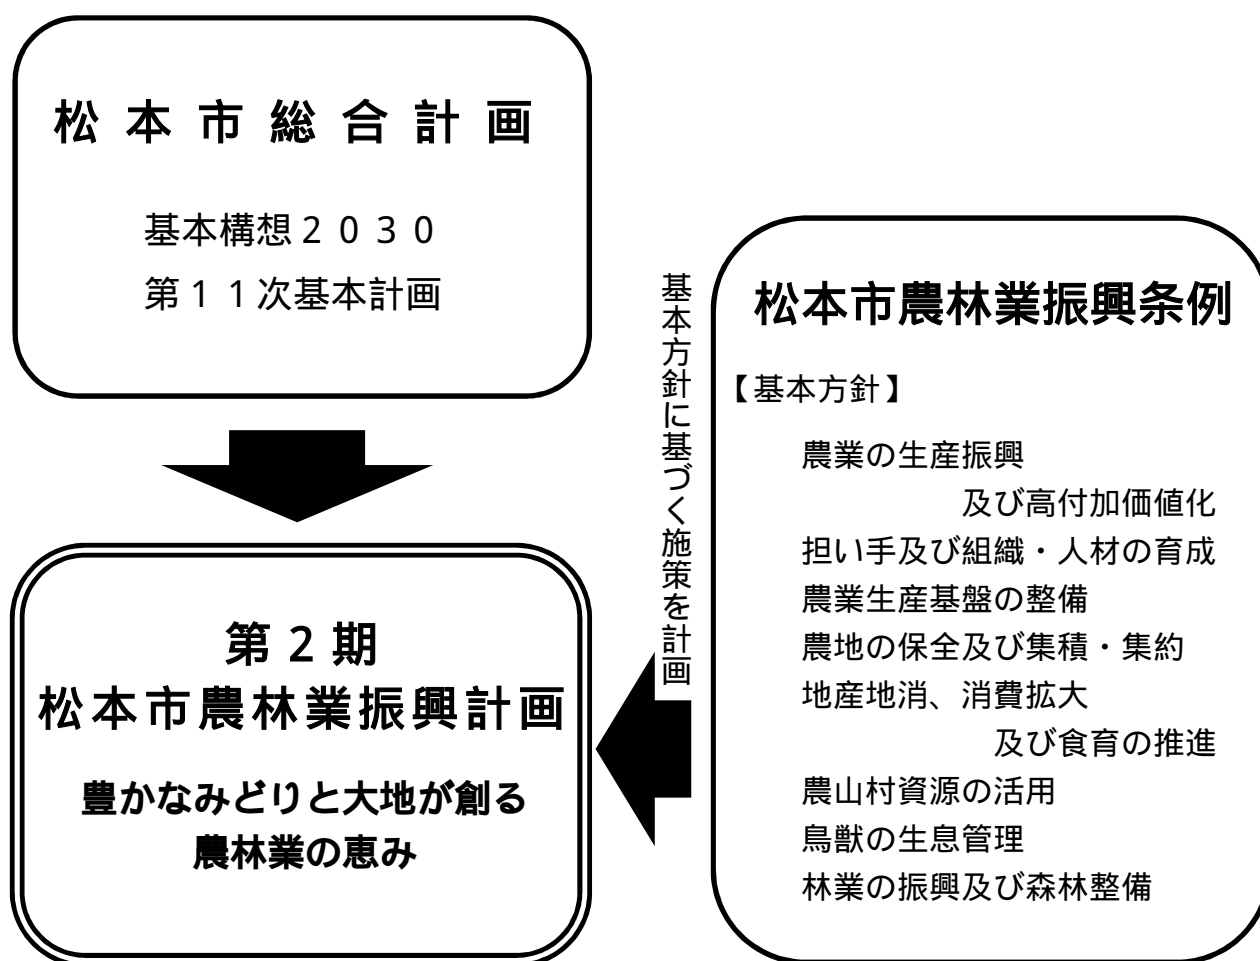 松本市総合計画
基本構想２０３０
第１１次基本計画
第２期
松本市農林業振興計画
豊かなみどりと大地が創る
農林業の恵み
基本方針に基づく施策を計画
松本市農林業振興条例
【基本方針】
農業の生産振興
及び高付加価値化
担い手及び組織・人材の育成
農業生産基盤の整備
農地の保全及び集積・集約
地産地消、消費拡大
及び食育の推進
農山村資源の活用
鳥獣の生息管理
林業の振興及び森林整備